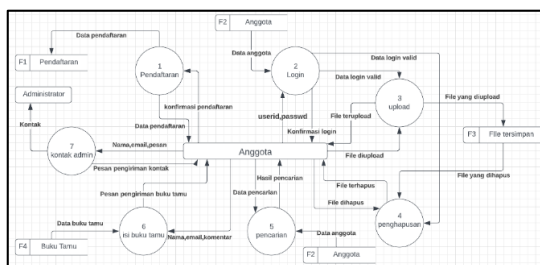 F2 Anggota
Data pendaftaran
1
Pendaftaran
Data anggota
2
Login
Data login valid
Data login valid
F1 Pendaftaran
Administrator
konfirmasi pendaftaran
userid,passwd
3
upload
File yang diupload
File terupload
Kontak
Data pendaftaran
Konfirmasi login
F3 File tersimpan
Nama,email,pesan
Anggota
File diupload
7
kontak admin
Pesan pengiriman kontak
Hasil pencarian
File terhapus
File yang dihapus
Pesan pengiriman buku tamu
Data pencarian
File dihapus
Data buku tamu
6
isi buku tamu
Nama,email,komentar
5
pencarian
4
penghapusan
Data anggota
F4 Buku Tamu
F2 Anggota